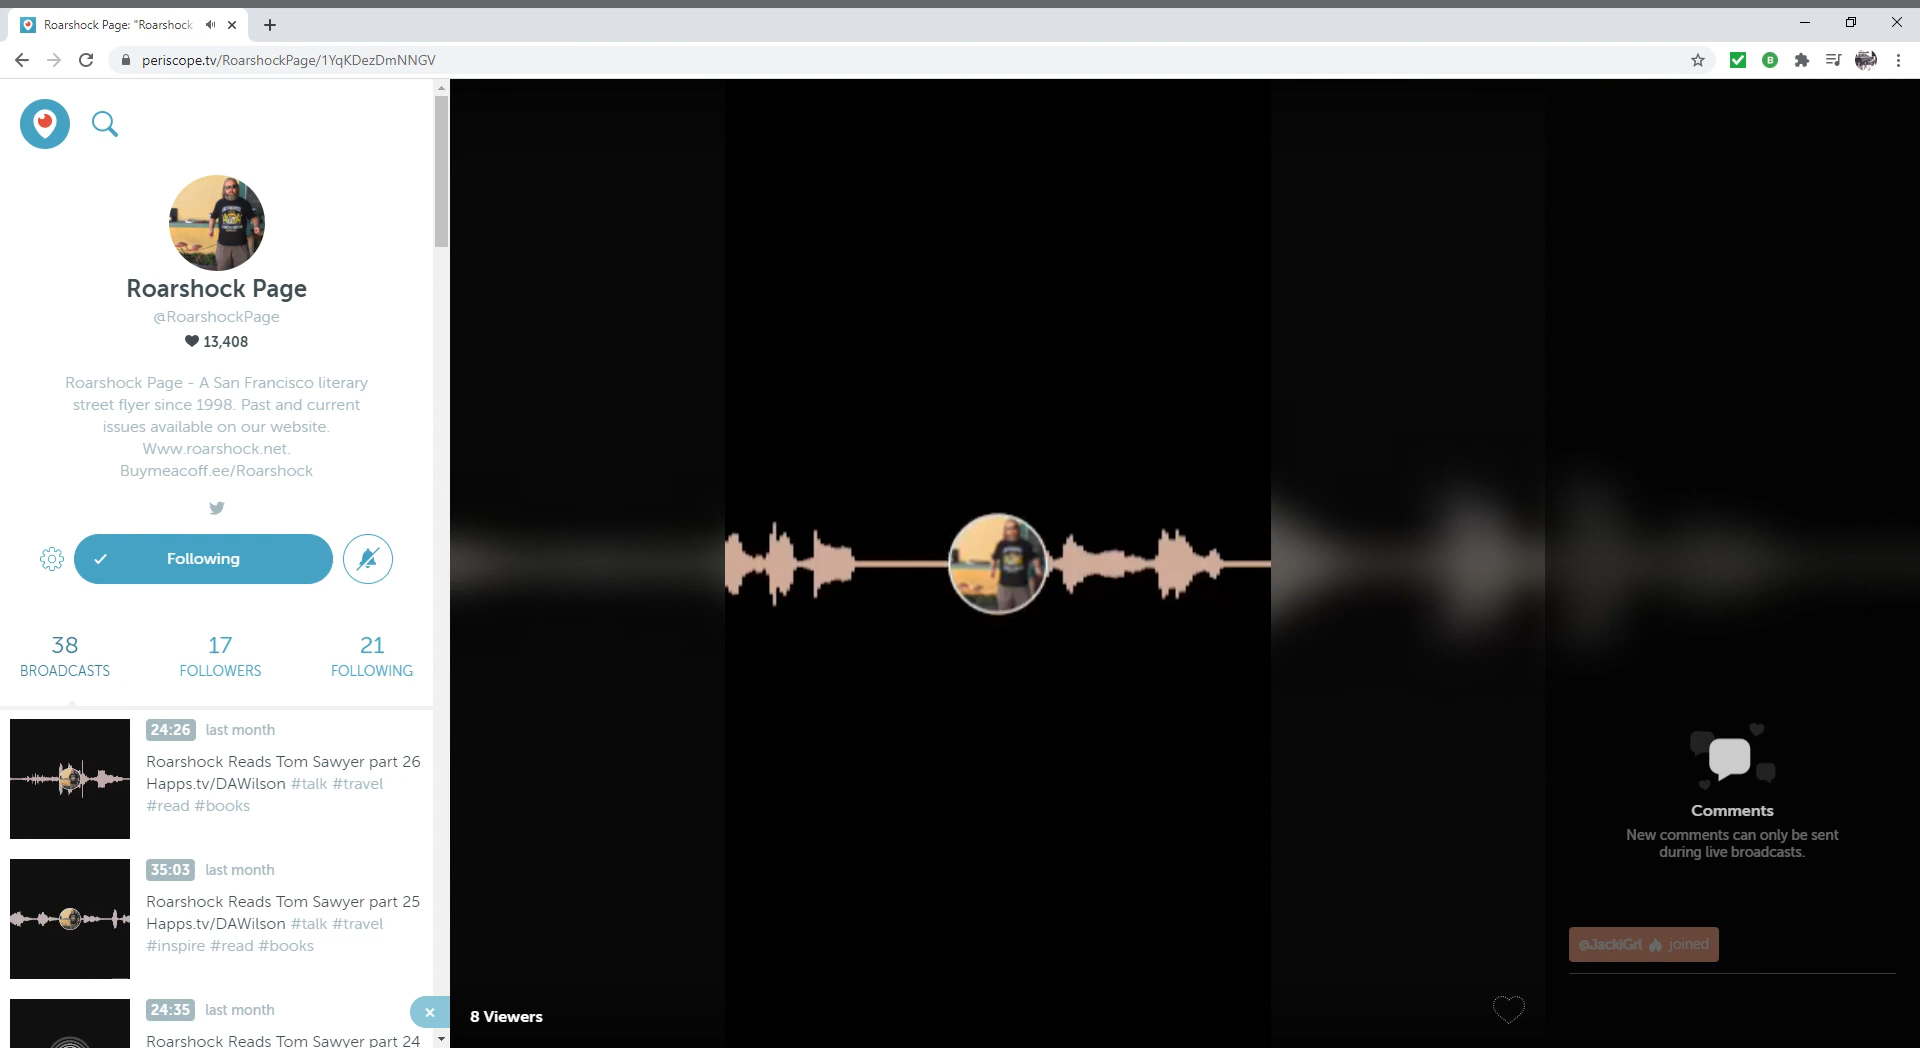 Roarshock Page: "Roarshock
periscope.tv/RoarshockPage/1YqKDezDmNNGV
B
Roarshock Page
@RoarshockPage
13,408
Roarshock Page - A San Francisco literary
street flyer since 1998. Past and current
issues available on our website.
Www.roarshock.net.
Buymeacoff.ee/Roarshock
Following
38
BROADCASTS
17
FOLLOWERS
21
FOLLOWING
24:26 last month
Roarshock Reads Tom Sawyer part 26
Happs.tv/DAWilson #talk #travel
#read #books
35:03 last month
Roarshock Reads Tom Sawyer part 25
Happs.tv/DAWilson #talk #travel
#inspire #read #books
24:35 last month
Roarshock Reads Tom Sawyer part 24
8 Viewers
Comments
New comments can only be sent
during live broadcasts.
@JackiGrl 🔥 joined